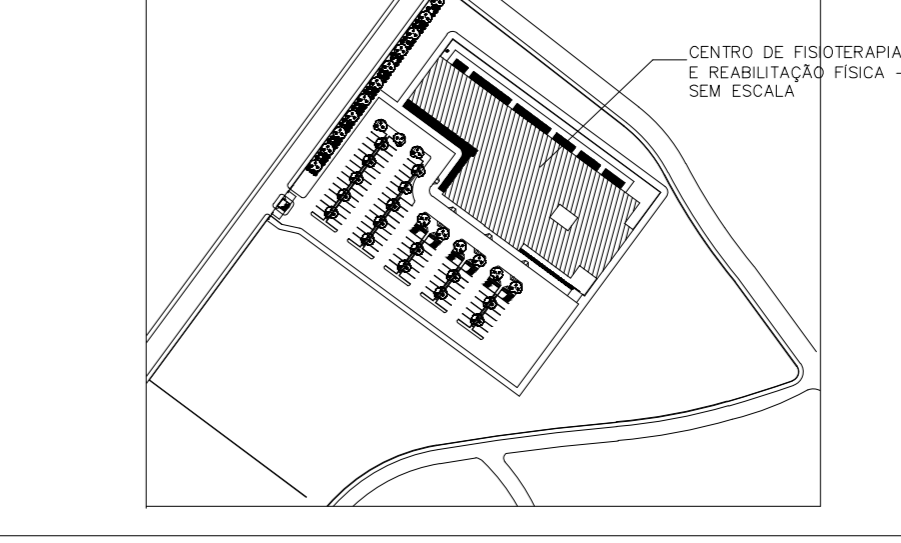 CENTRO DE FISIOTERAPIA
E REABILITAÇÃO FÍSICA -
SEM ESCALA